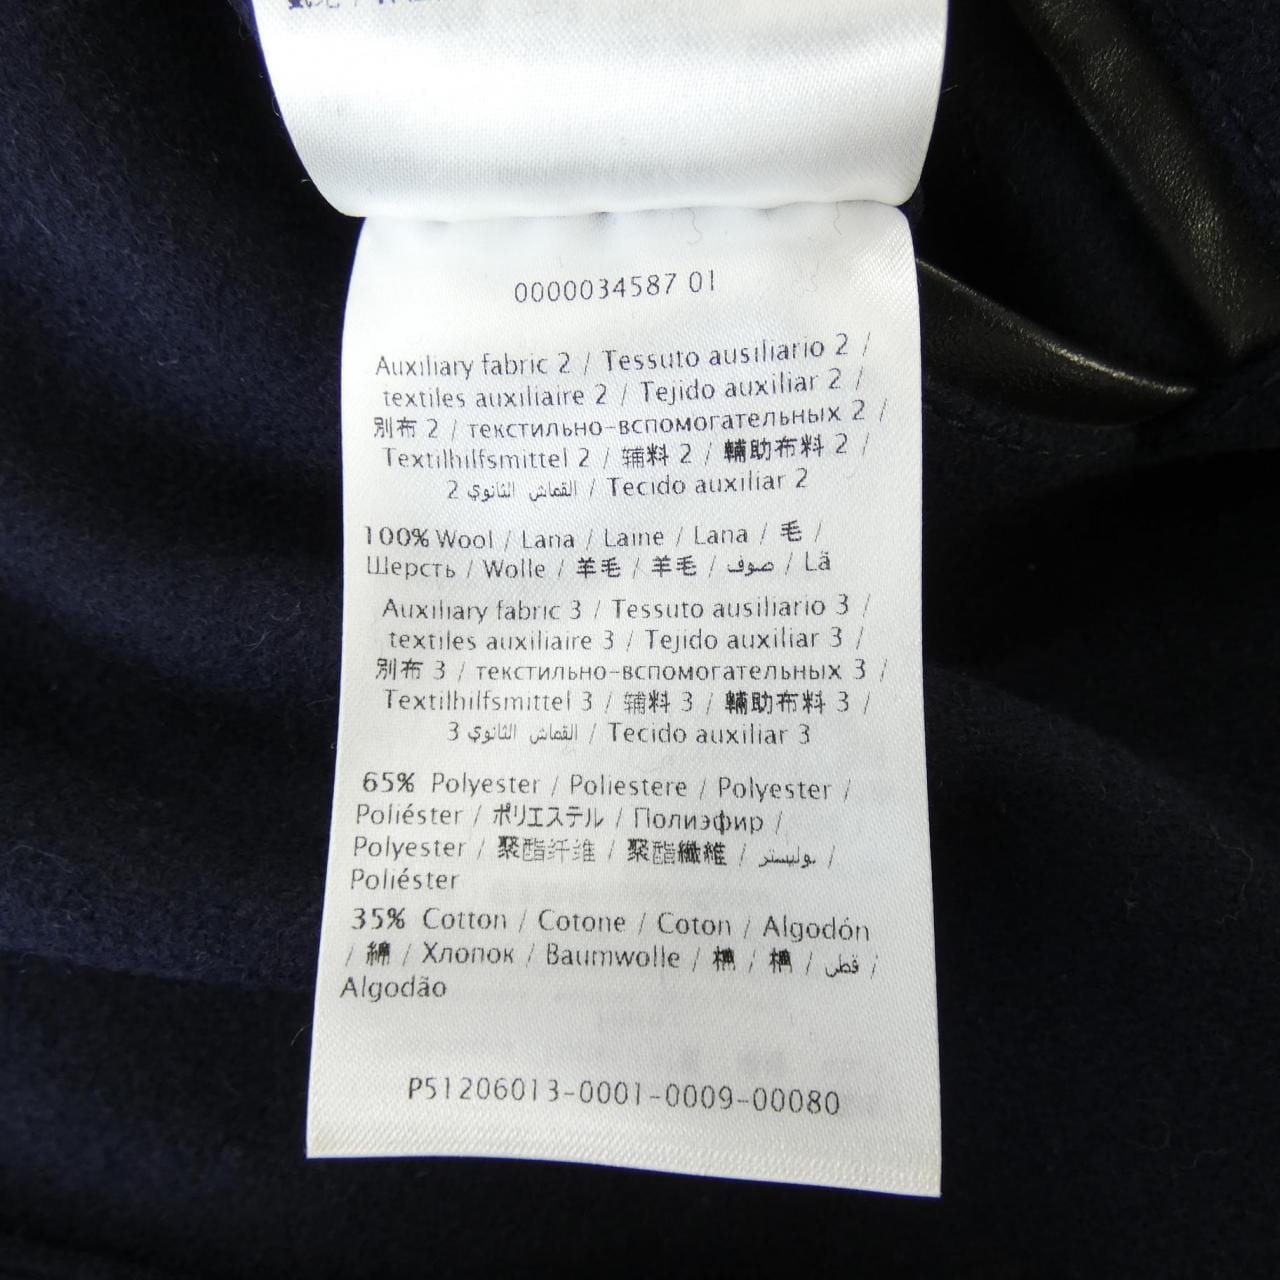 0000034587 01
Auxiliary fabric 2 / Tessuto ausiliario 2 /
textiles auxiliaire 2 / Tejido auxiliar 2 /
別布 2 / текстильно-вспомогательных 2 /
Textilhilfsmittel 2 / 辅料 2 / 輔助布料 2 /
القماش الثانوي 2 / Tecido auxiliar 2
100% Wool / Lana / Laine / Lana / 毛 /
Шерсть / Wolle / 羊毛 / 羊毛 / صوف / Lã
Auxiliary fabric 3 / Tessuto ausiliario 3 /
textiles auxiliaire 3 / Tejido auxiliar 3 /
別布 3 / текстильно-вспомогательных 3 /
Textilhilfsmittel 3 / 辅料 3 / 輔助布料 3 /
القماش الثانوي 3 / Tecido auxiliar 3
65% Polyester / Poliestere / Polyester /
Poliéster / ポリエステル / Полиэфир /
Polyester / 聚酯纤维 / 聚酯纖維 / بوليستر /
Poliéster
35% Cotton / Cotone / Coton / Algodón
/ 綿 / Хлопок / Baumwolle / 棉 / 棉 / قطن /
Algodão
P51206013-0001-0009-00080